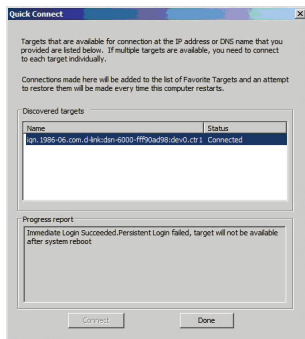 Quick Connect
Targets that are available for connection at the IP address or DNS name that you
provided are listed below. If multiple targets are available, you need to connect
to each target individually.
Connections made here will be added to the list of Favorite Targets and an attempt
to restore them will be made every time this computer restarts.
Discovered targets
Name Status
iqn.1986-06.com.d-link:dsn-6000-fff90ad98:dev0.ctr1 Connected
Progress report
Immediate Login Succeeded.Persistent Login failed, target will not be available
after system reboot
Connect Done